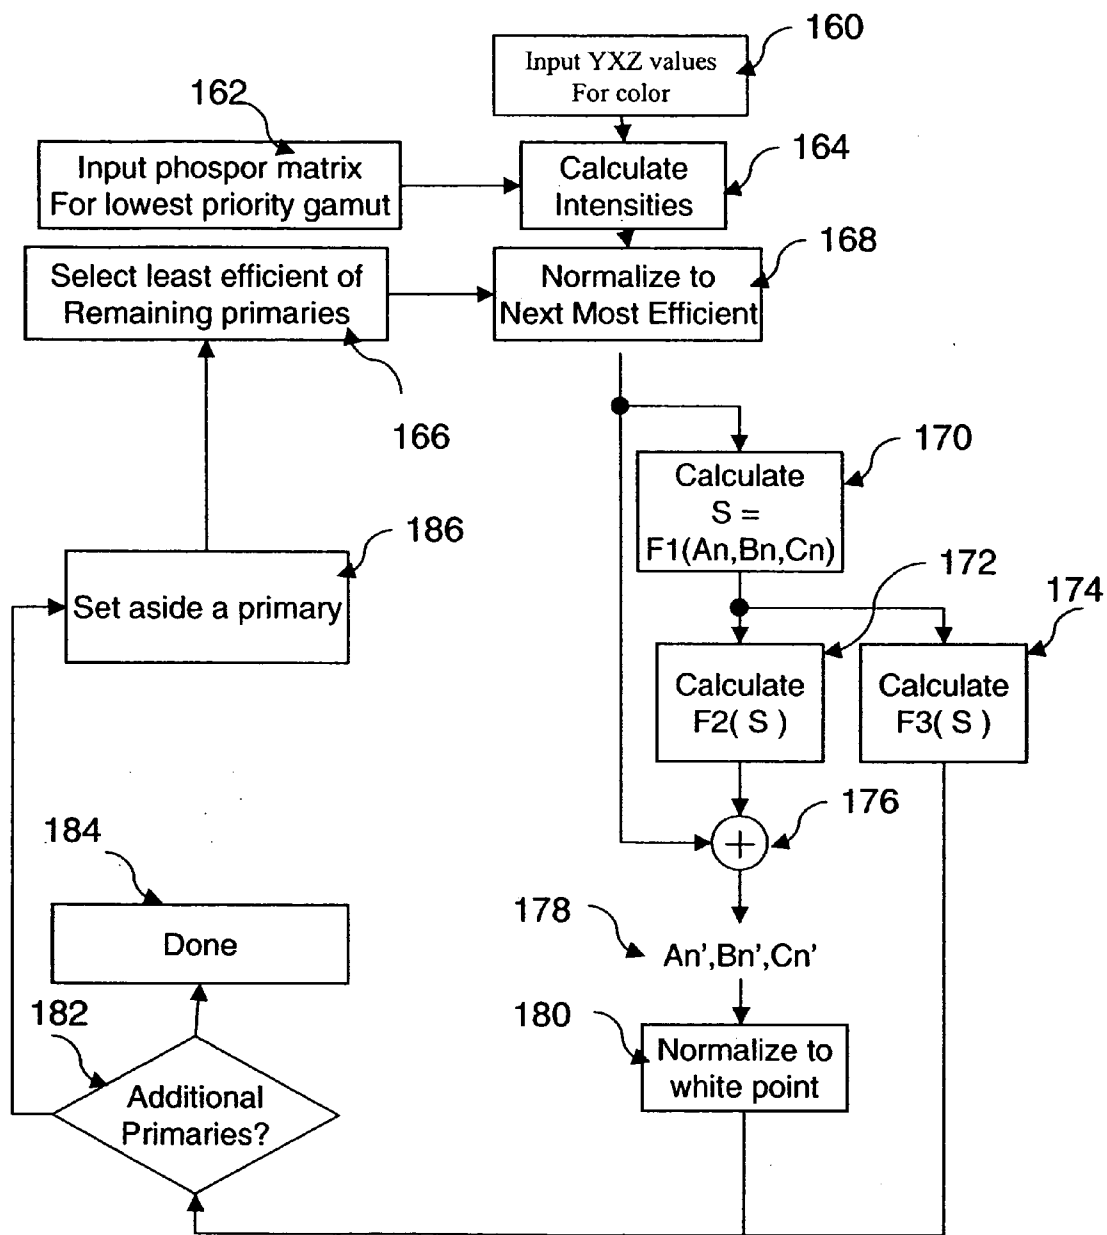 160
Input YXZ values
For color
162
Input phospor matrix
For lowest priority gamut
164
Calculate
Intensities
168
Select least efficient of
Remaining primaries
Normalize to
Next Most Efficient
166
170
Calculate
S =
F1(An,Bn,Cn)
186
Set aside a primary
172
174
Calculate
F2( S )
Calculate
F3( S )
176
184
Done
+
178
An',Bn',Cn'
182
180
Normalize to
white point
Additional
Primaries?